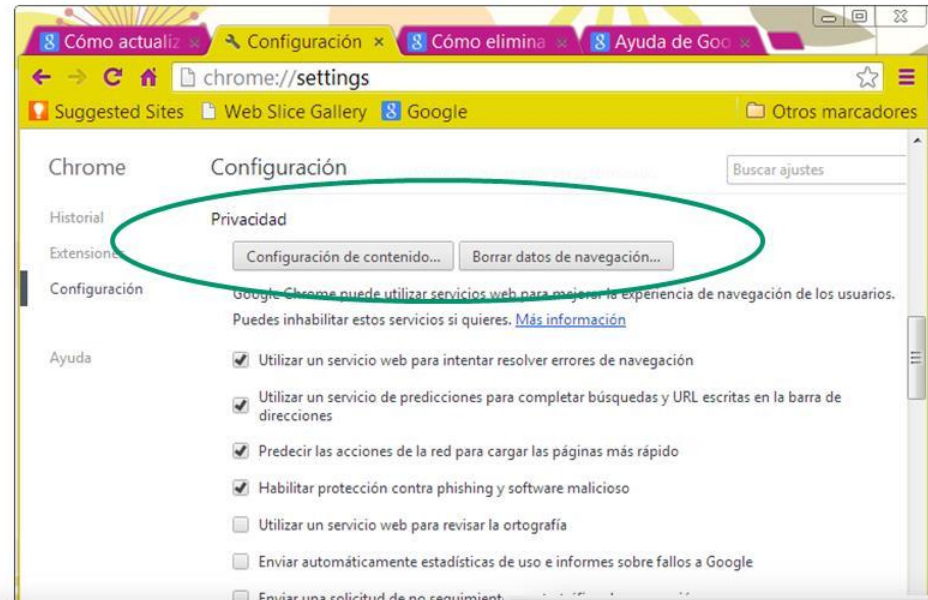 Cómo actualiz
Configuración
Cómo elimina
Ayuda de Goo
chrome://settings
Suggested Sites
Web Slice Gallery
Google
Otros marcadores
Chrome
Configuración
Buscar ajustes
Historial
Extensiones
Configuración
Ayuda
Privacidad
Configuración de contenido...
Borrar datos de navegación...
Google Chrome puede utilizar servicios web para mejorar la experiencia de navegación de los usuarios.
Puedes inhabilitar estos servicios si quieres. Más información
Utilizar un servicio web para intentar resolver errores de navegación
Utilizar un servicio de predicciones para completar búsquedas y URL escritas en la barra de
direcciones
Predecir las acciones de la red para cargar las páginas más rápido
Habilitar protección contra phishing y software malicioso
Utilizar un servicio web para revisar la ortografía
Enviar automáticamente estadísticas de uso e informes sobre fallos a Google
Enviar una solicitud de no